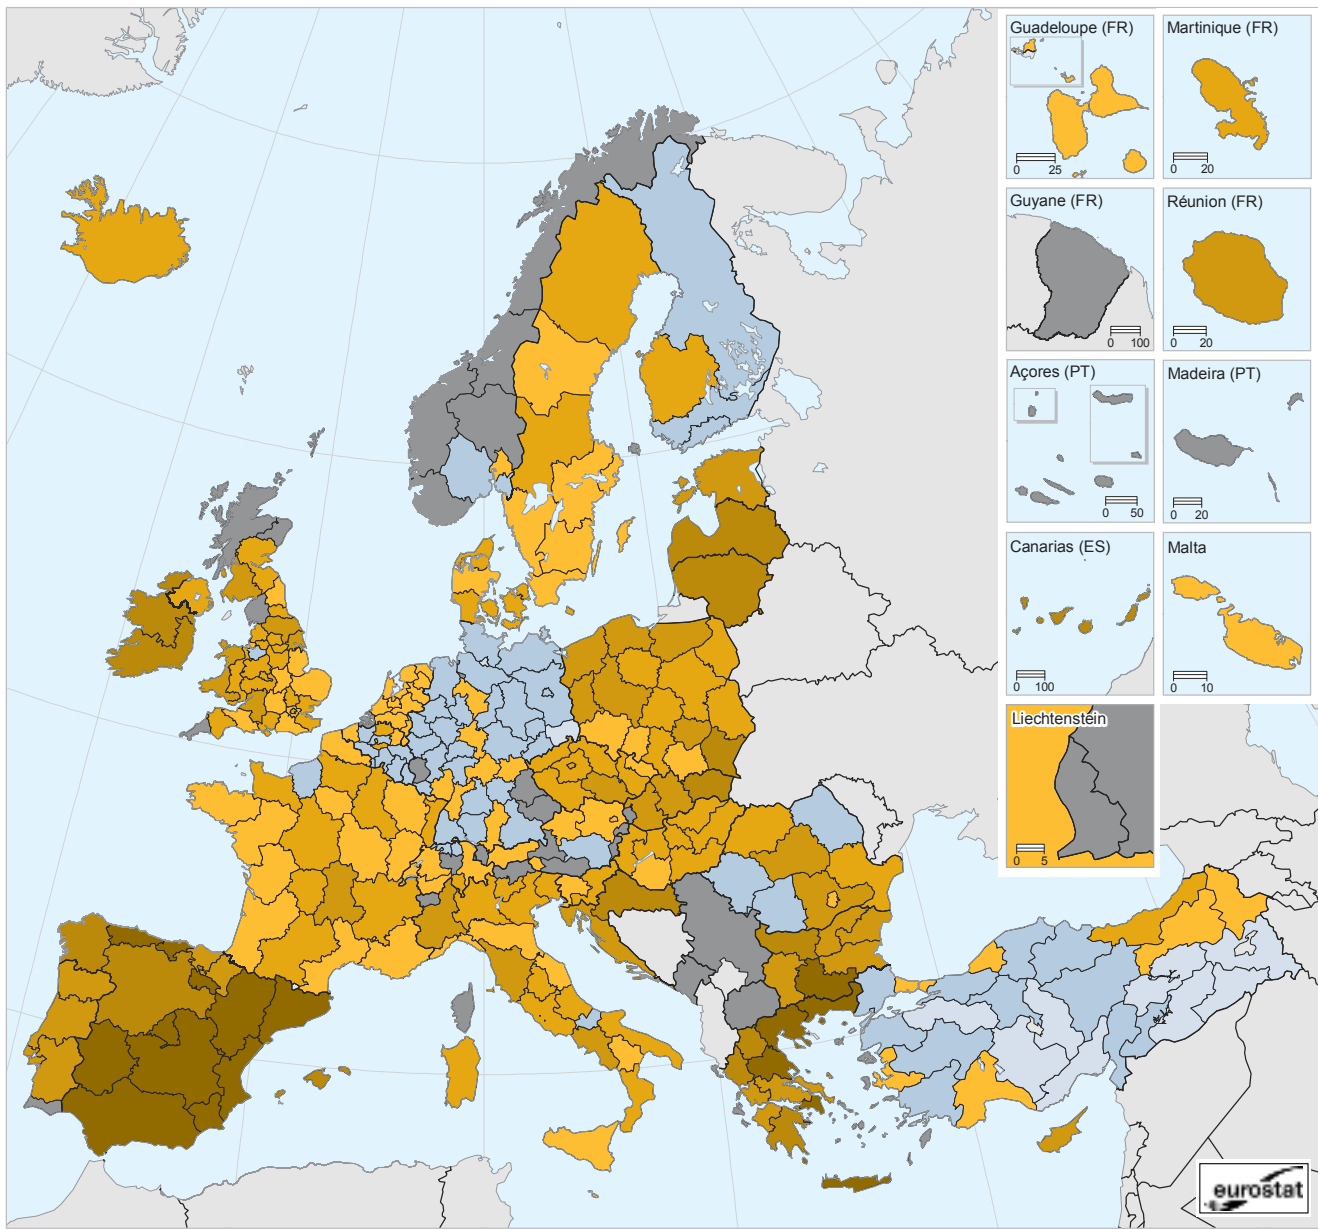 Guadeloupe (FR)
0 25
Martinique (FR)
0 20
Guyane (FR)
0 100
Réunion (FR)
0 20
Açores (PT)
0 50
Madeira (PT)
0 20
Canarias (ES)
0 100
Malta
0 10
Liechtenstein
0 5
eurostat